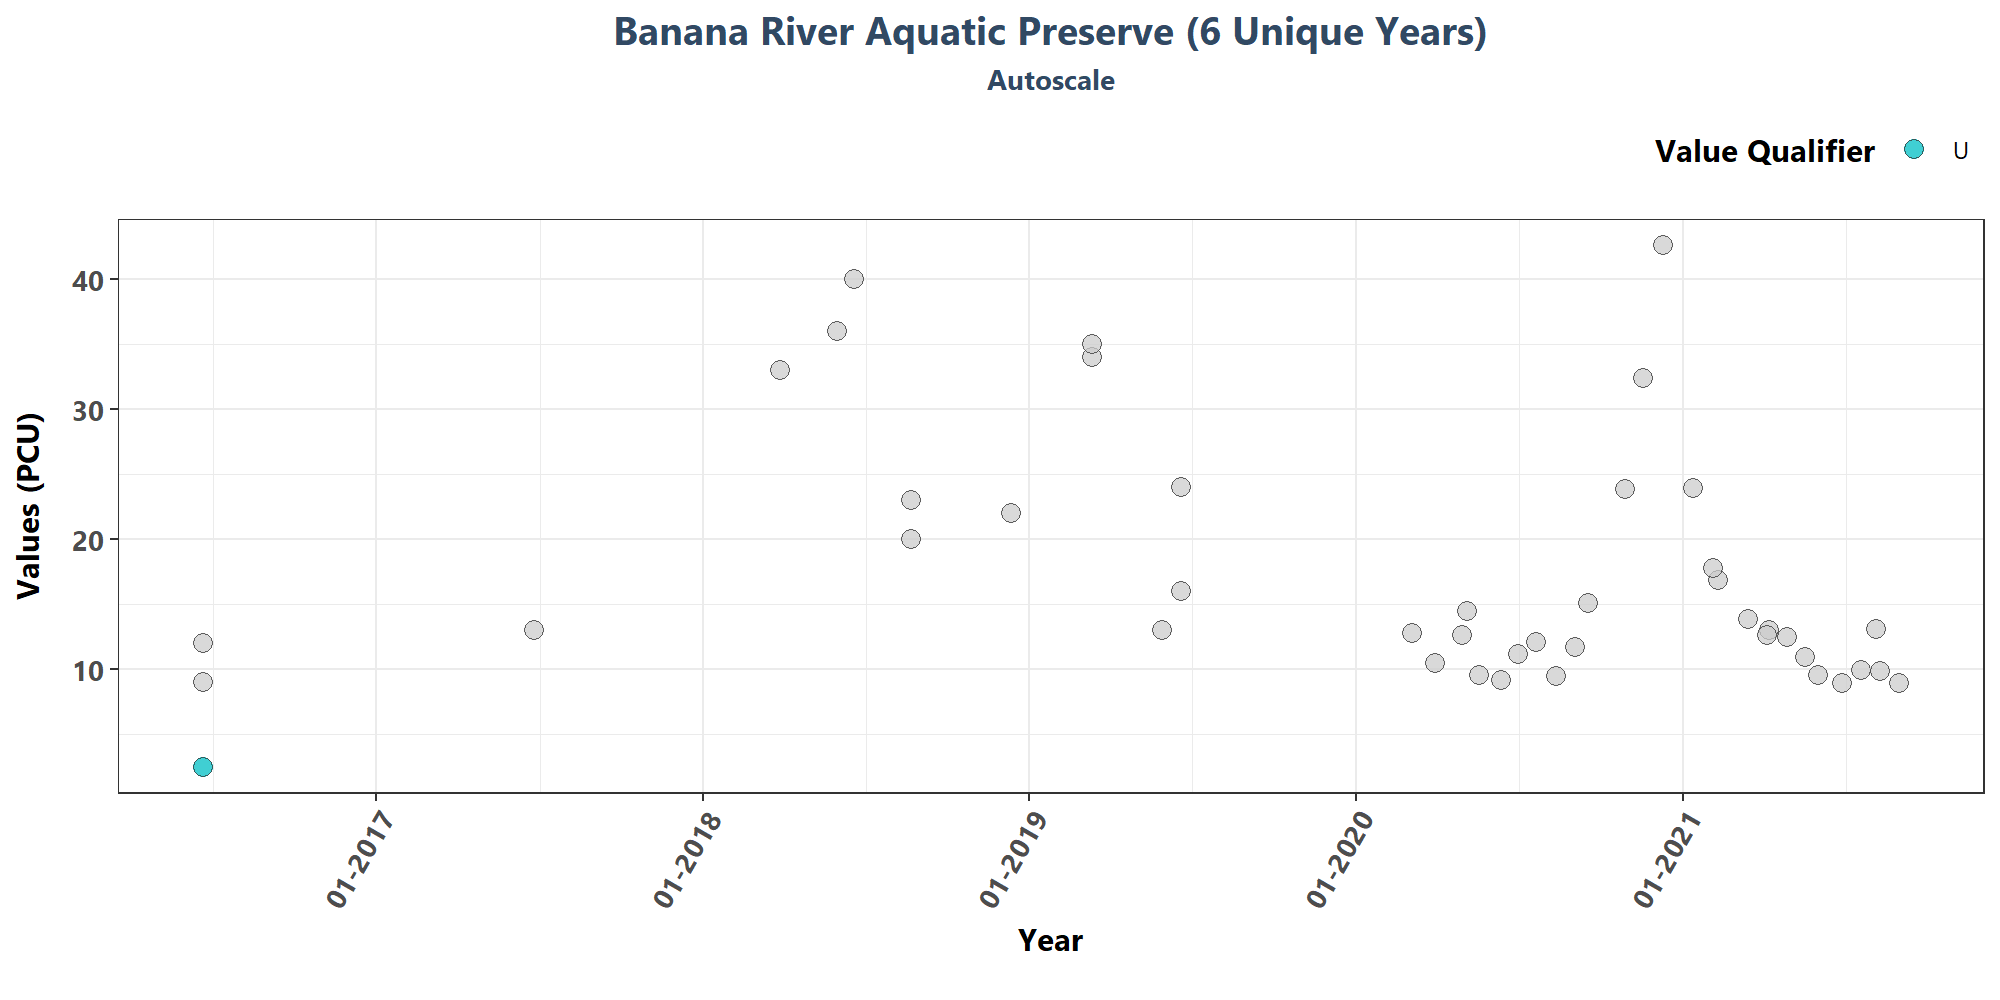 Banana River Aquatic Preserve (6 Unique Years)
Autoscale
Value Qualifier U
Values (PCU)
40
30
20
10
01-2017
01-2018
01-2019
01-2020
01-2021
Year